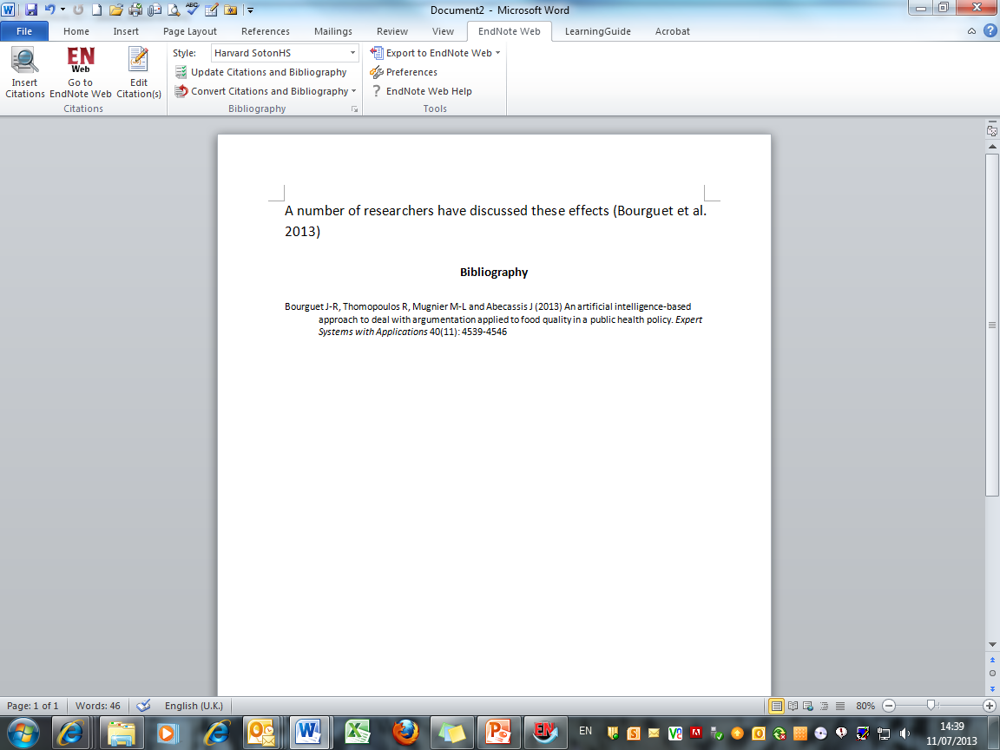 Document2 - Microsoft Word
File Home Insert Page Layout References Mailings Review View EndNote Web LearningGuide Acrobat
Insert Citations
EN Web
Go to EndNote Web
Edit Citation(s)
Citations
Style: Harvard SotonHS
Update Citations and Bibliography
Convert Citations and Bibliography
Bibliography
Export to EndNote Web
Preferences
EndNote Web Help
Tools
A number of researchers have discussed these effects (Bourguet et al.
2013)
Bibliography
Bourguet J-R, Thomopoulos R, Mugnier M-L and Abecassis J (2013) An artificial intelligence-based
approach to deal with argumentation applied to food quality in a public health policy. Expert
Systems with Applications 40(11): 4539-4546
Page: 1 of 1 Words: 46 English (U.K.) 80%
EN 14:39
11/07/2013